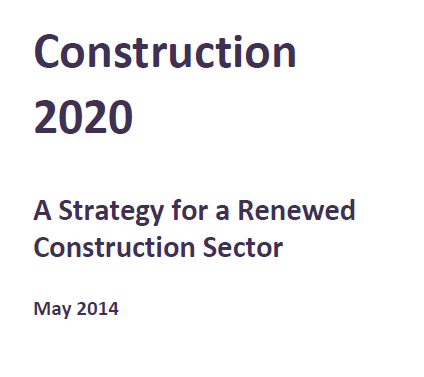 Construction
2020
A Strategy for a Renewed
Construction Sector
May 2014